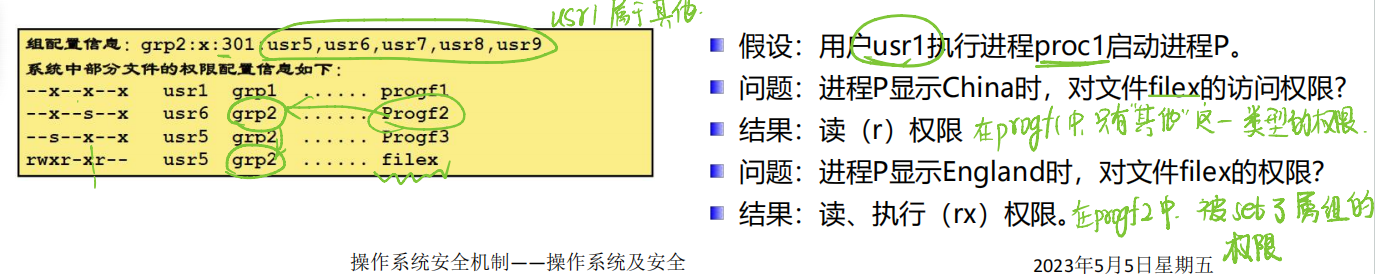 usr1属于其他.
组配置信息：grp2:x:301:usr5,usr6,usr7,usr8,usr9
系统中部分文件的权限配置信息如下：
--x--x--x usr1 grp1 ...... progf1
--x--s--x usr6 grp2 ...... Progf2
--s--x--x usr5 grp2 ...... Progf3
rwxr-xr-- usr5 grp2 ...... filex
假设：用户usr1执行进程proc1启动进程P。
问题：进程P显示China时，对文件filex的访问权限？
结果：读（r）权限 在progf1中,只有"其他"这一类型的权限.
问题：进程P显示England时，对文件filex的权限？
结果：读、执行（rx）权限。在progf2中.被set了属组的
权限
操作系统安全机制——操作系统及安全
2023年5月5日星期五